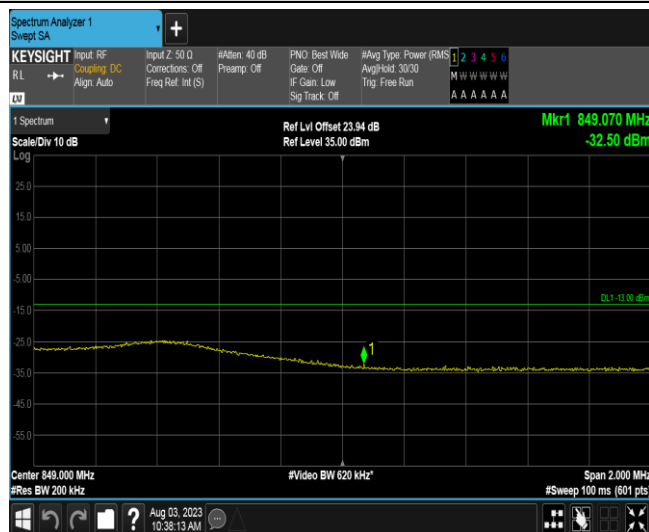 Spectrum Analyzer 1
Swept SA
+
KEYSIGHT
RL
LXI
Input: RF
Coupling: DC
Align: Auto
Input Z: 50 Ω
Corrections: Off
Freq Ref: Int (S)
#Atten: 40 dB
Preamp: Off
PNO: Best Wide
Gate: Off
IF Gain: Low
Sig Track: Off
#Avg Type: Power (RMS
Avg|Hold: 30/30
Trig: Free Run
1 2 3 4 5 6
M W W W W W
A A A A A A
1 Spectrum
Scale/Div 10 dB
Log
Ref Lvl Offset 23.94 dB
Ref Level 35.00 dBm
Mkr1 849.070 MHz
-32.50 dBm
25.0
15.0
5.00
-5.00
DL1 -13.00 dBm
-15.0
-25.0
1
-35.0
-45.0
-55.0
Center 849.000 MHz
#Res BW 200 kHz
#Video BW 620 kHz*
Span 2.000 MHz
#Sweep 100 ms (601 pts)
?
Aug 03, 2023
10:38:13 AM